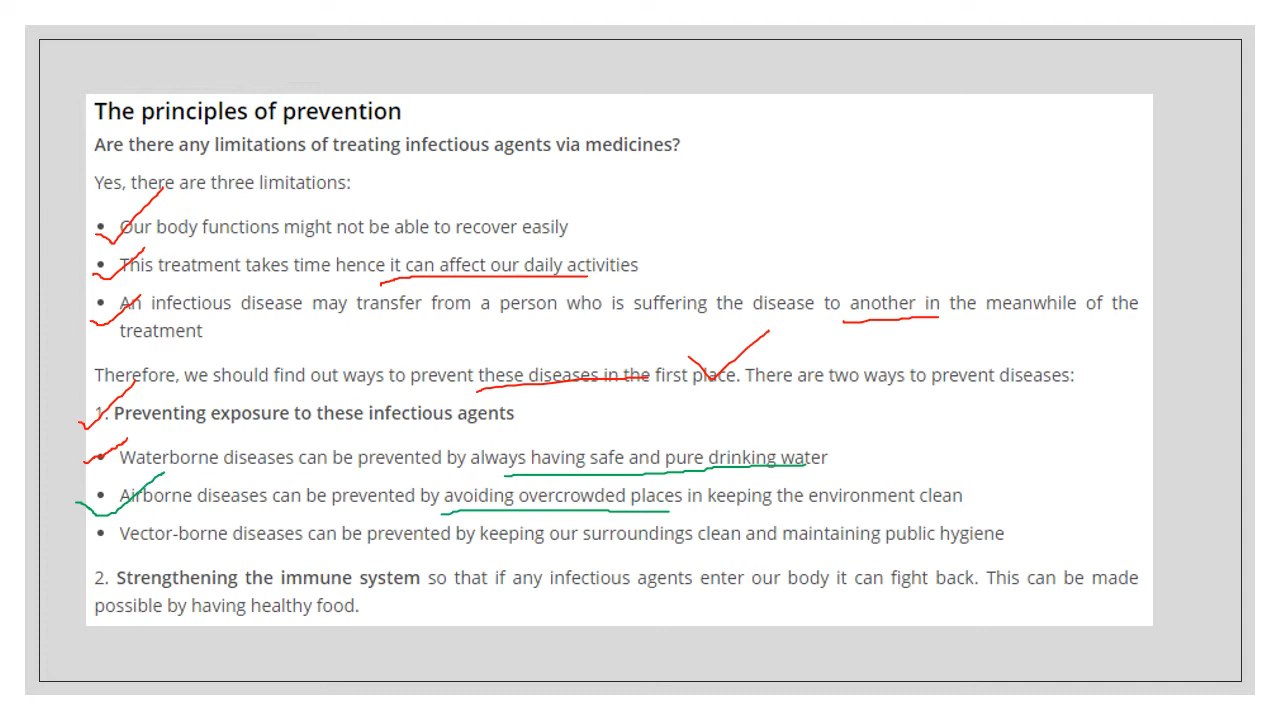 The principles of prevention
Are there any limitations of treating infectious agents via medicines?
Yes, there are three limitations:
• Our body functions might not be able to recover easily
• This treatment takes time hence it can affect our daily activities
• An infectious disease may transfer from a person who is suffering the disease to another in the meanwhile of the
treatment
Therefore, we should find out ways to prevent these diseases in the first place. There are two ways to prevent diseases:
1. Preventing exposure to these infectious agents
• Waterborne diseases can be prevented by always having safe and pure drinking water
• Airborne diseases can be prevented by avoiding overcrowded places in keeping the environment clean
• Vector-borne diseases can be prevented by keeping our surroundings clean and maintaining public hygiene
2. Strengthening the immune system so that if any infectious agents enter our body it can fight back. This can be made
possible by having healthy food.